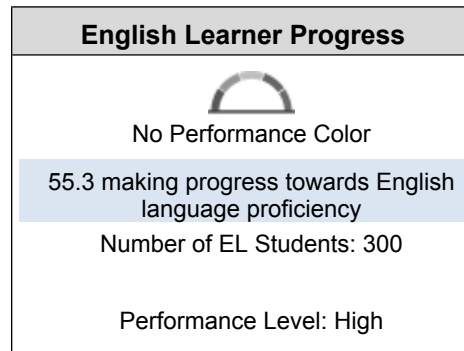 English Learner Progress
No Performance Color
55.3 making progress towards English
language proficiency
Number of EL Students: 300
Performance Level: High